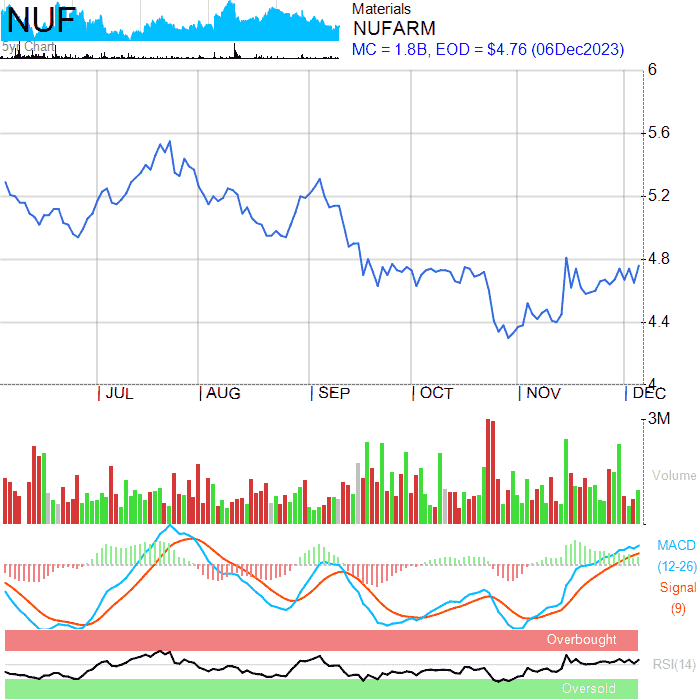 NUF
5yr Chart
Materials
NUFARM
MC = 1.8B, EOD = $4.76 (06Dec2023)
6
5.6
5.2
4.8
4.4
4
JUL AUG SEP OCT NOV DEC
3M
Volume
MACD
(12-26)
Signal
(9)
Overbought
RSI(14)
Oversold